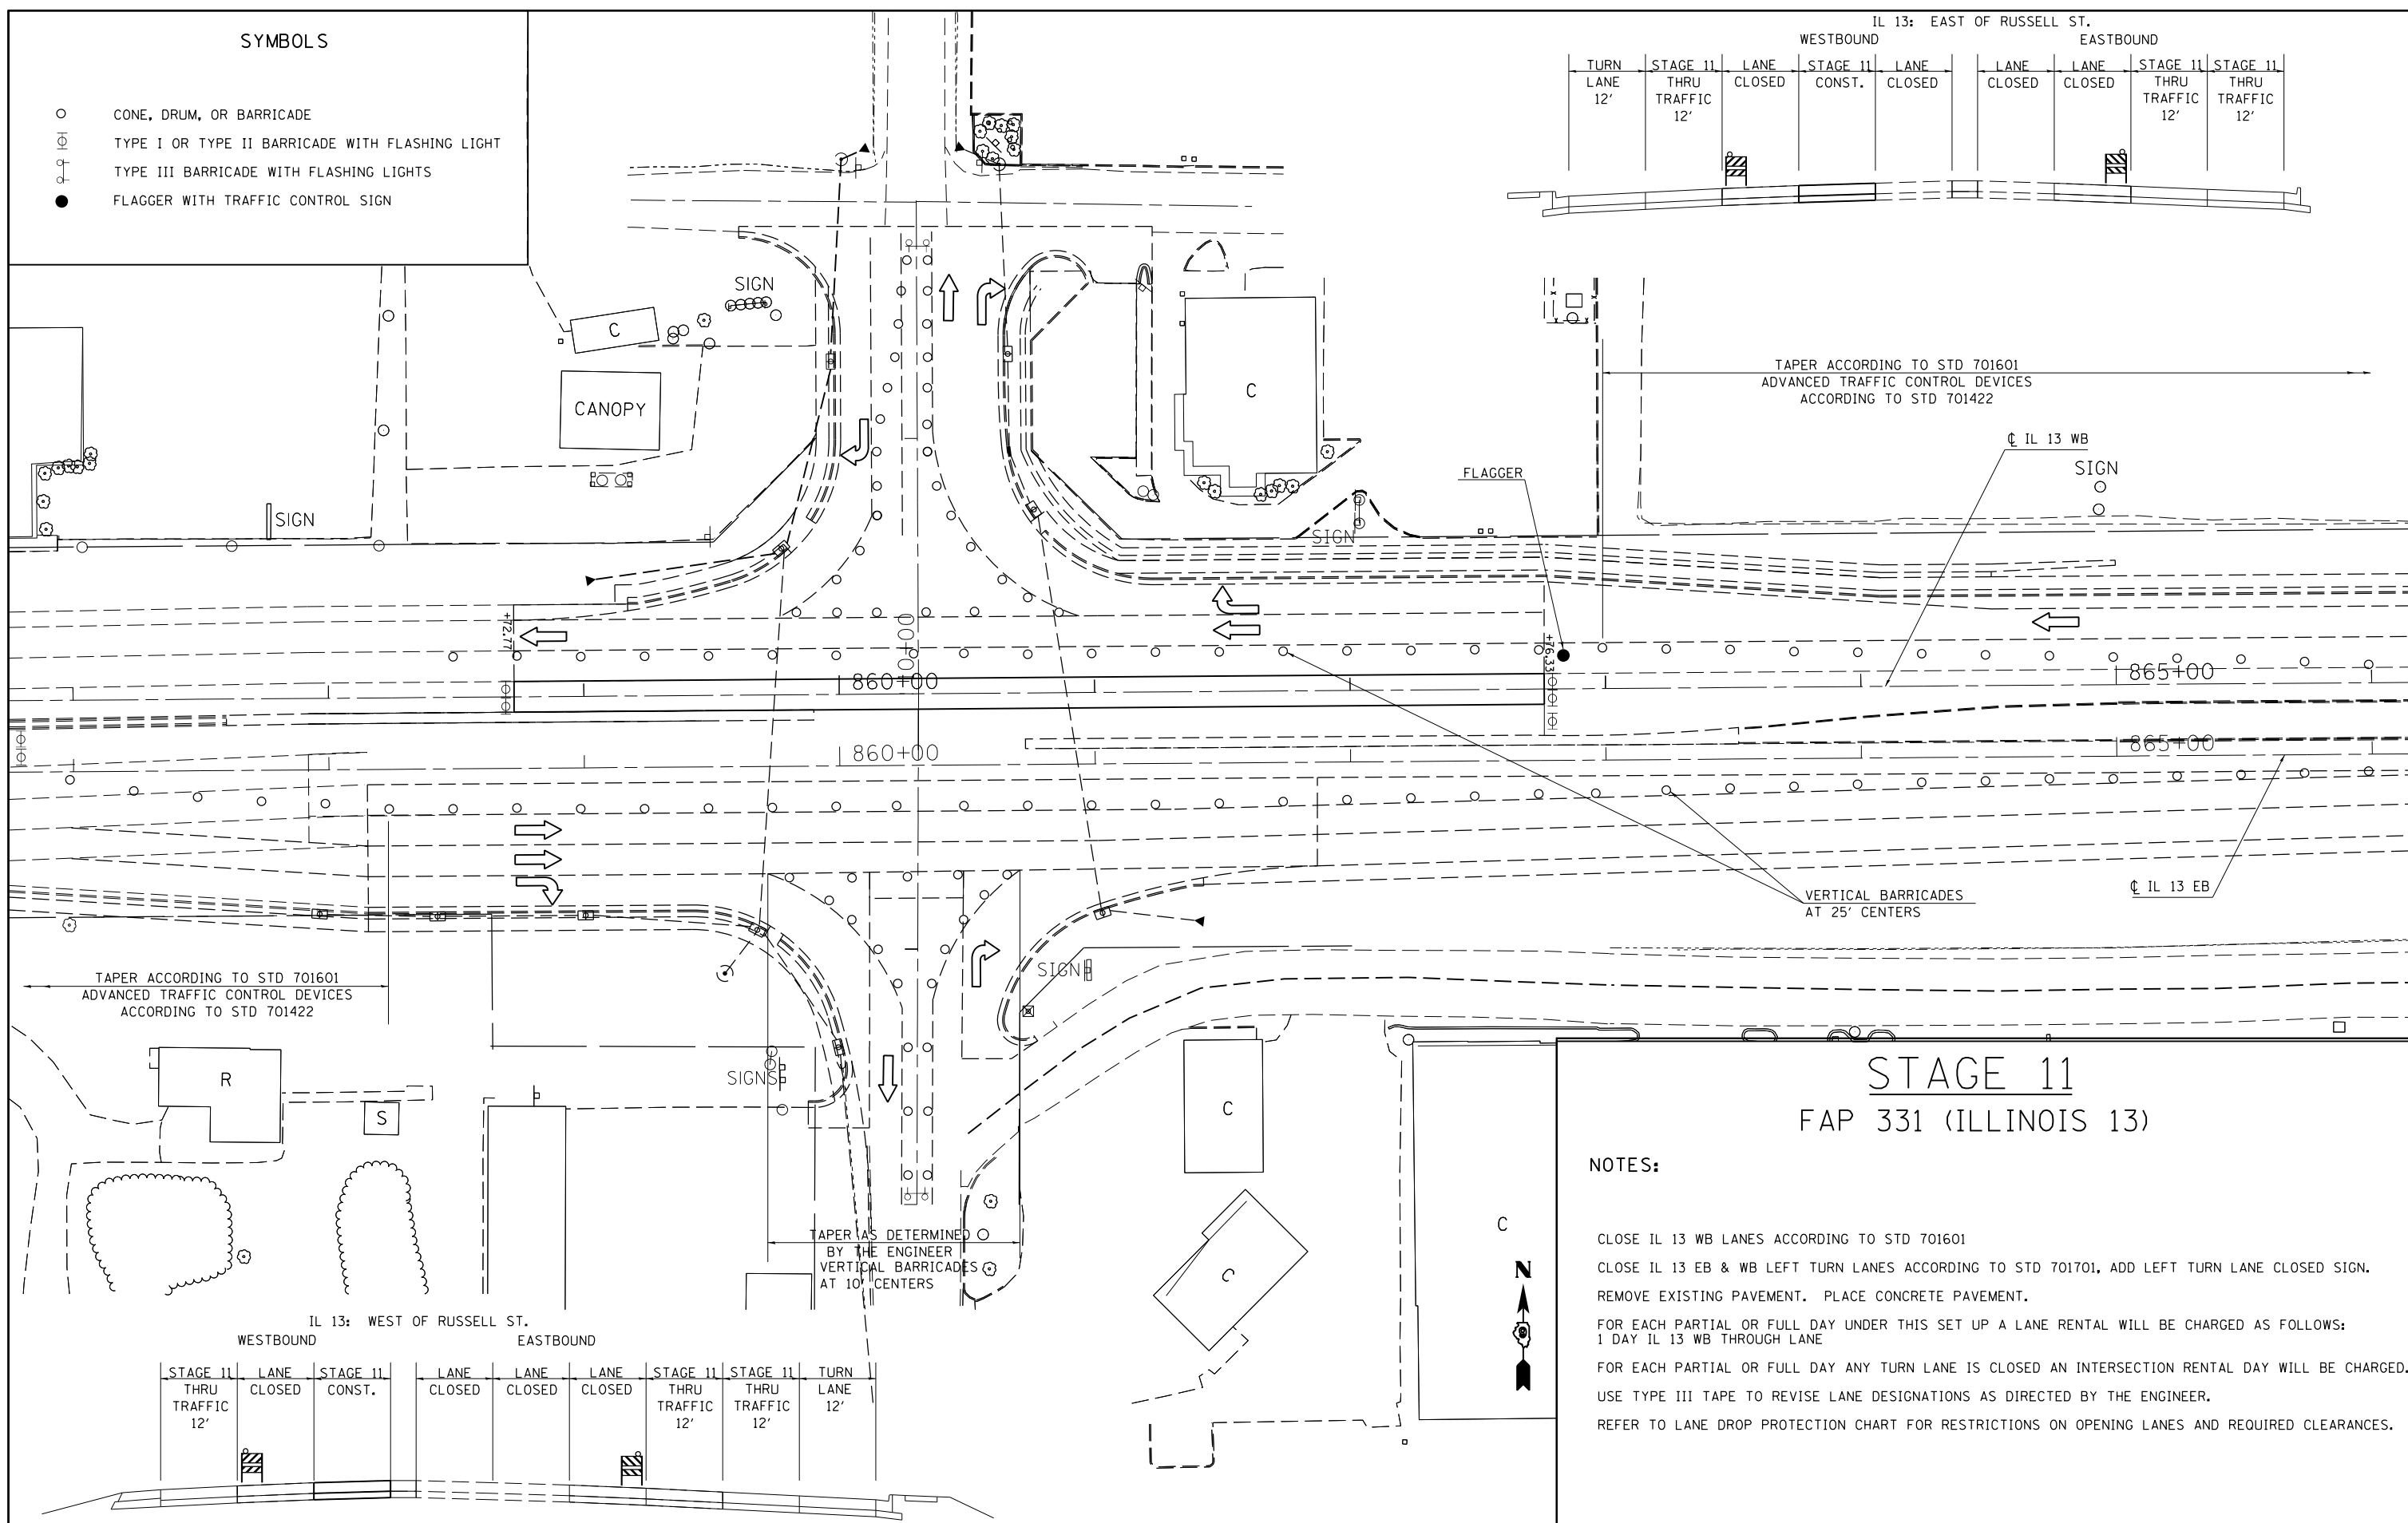 SYMBOLS
CONE, DRUM, OR BARRICADE
TYPE I OR TYPE II BARRICADE WITH FLASHING LIGHT
TYPE III BARRICADE WITH FLASHING LIGHTS
FLAGGER WITH TRAFFIC CONTROL SIGN
IL 13: EAST OF RUSSELL ST.
WESTBOUND
EASTBOUND
TURN
LANE
12'
STAGE 11
THRU
TRAFFIC
12'
LANE
CLOSED
STAGE 11
CONST.
LANE
CLOSED
LANE
CLOSED
LANE
CLOSED
STAGE 11
THRU
TRAFFIC
12'
STAGE 11
THRU
TRAFFIC
12'
SIGN
C
CANOPY
C
SIGN
TAPER ACCORDING TO STD 701601
ADVANCED TRAFFIC CONTROL DEVICES
ACCORDING TO STD 701422
℄ IL 13 WB
SIGN
FLAGGER
SIGN
+72.77
0+00
+76.33
860+00
865+00
860+00
865+00
VERTICAL BARRICADES
AT 25' CENTERS
℄ IL 13 EB
TAPER ACCORDING TO STD 701601
ADVANCED TRAFFIC CONTROL DEVICES
ACCORDING TO STD 701422
SIGN
R
S
SIGNS
C
C
C
TAPER AS DETERMINED
BY THE ENGINEER
VERTICAL BARRICADES
AT 10' CENTERS
N
IL 13: WEST OF RUSSELL ST.
WESTBOUND
EASTBOUND
STAGE 11
THRU
TRAFFIC
12'
LANE
CLOSED
STAGE 11
CONST.
LANE
CLOSED
LANE
CLOSED
LANE
CLOSED
STAGE 11
THRU
TRAFFIC
12'
STAGE 11
THRU
TRAFFIC
12'
TURN
LANE
12'
STAGE 11
FAP 331 (ILLINOIS 13)
NOTES:
CLOSE IL 13 WB LANES ACCORDING TO STD 701601
CLOSE IL 13 EB & WB LEFT TURN LANES ACCORDING TO STD 701701, ADD LEFT TURN LANE CLOSED SIGN.
REMOVE EXISTING PAVEMENT. PLACE CONCRETE PAVEMENT.
FOR EACH PARTIAL OR FULL DAY UNDER THIS SET UP A LANE RENTAL WILL BE CHARGED AS FOLLOWS:
1 DAY IL 13 WB THROUGH LANE
FOR EACH PARTIAL OR FULL DAY ANY TURN LANE IS CLOSED AN INTERSECTION RENTAL DAY WILL BE CHARGED.
USE TYPE III TAPE TO REVISE LANE DESIGNATIONS AS DIRECTED BY THE ENGINEER.
REFER TO LANE DROP PROTECTION CHART FOR RESTRICTIONS ON OPENING LANES AND REQUIRED CLEARANCES.